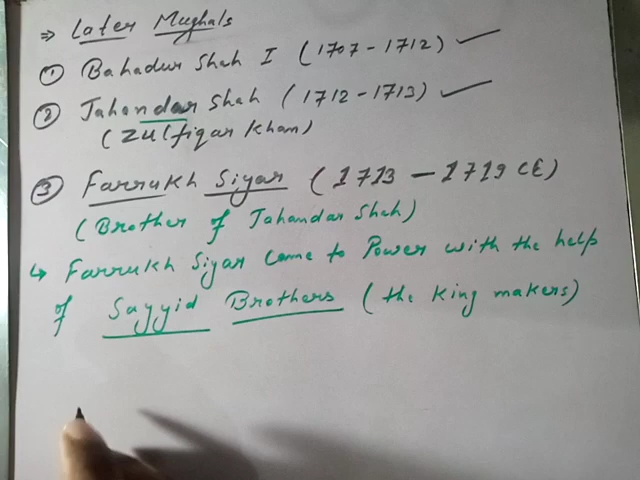 ⇒ Later Mughals
① Bahadur Shah I (1707-1712) ✓
② Jahandar Shah (1712-1713) ✓
(Zulfiqar Khan)
③ Farrukh Siyar (1713 - 1719 CE)
(Brother of Jahandar Shah)
↳ Farrukh Siyar came to Power with the help
of Sayyid Brothers (the King makers)